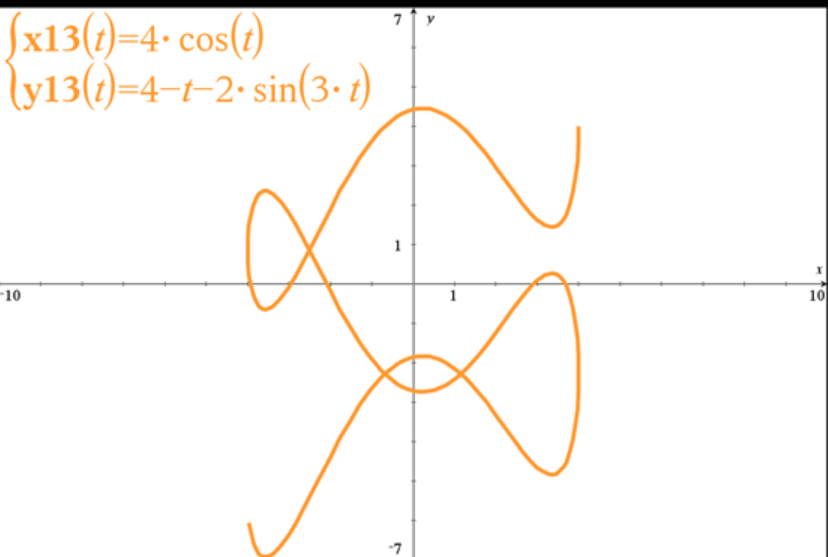 x13(t)=4·cos(t)
y13(t)=4−t−2·sin(3·t)
7 y
1
x
-10 1 10
-7